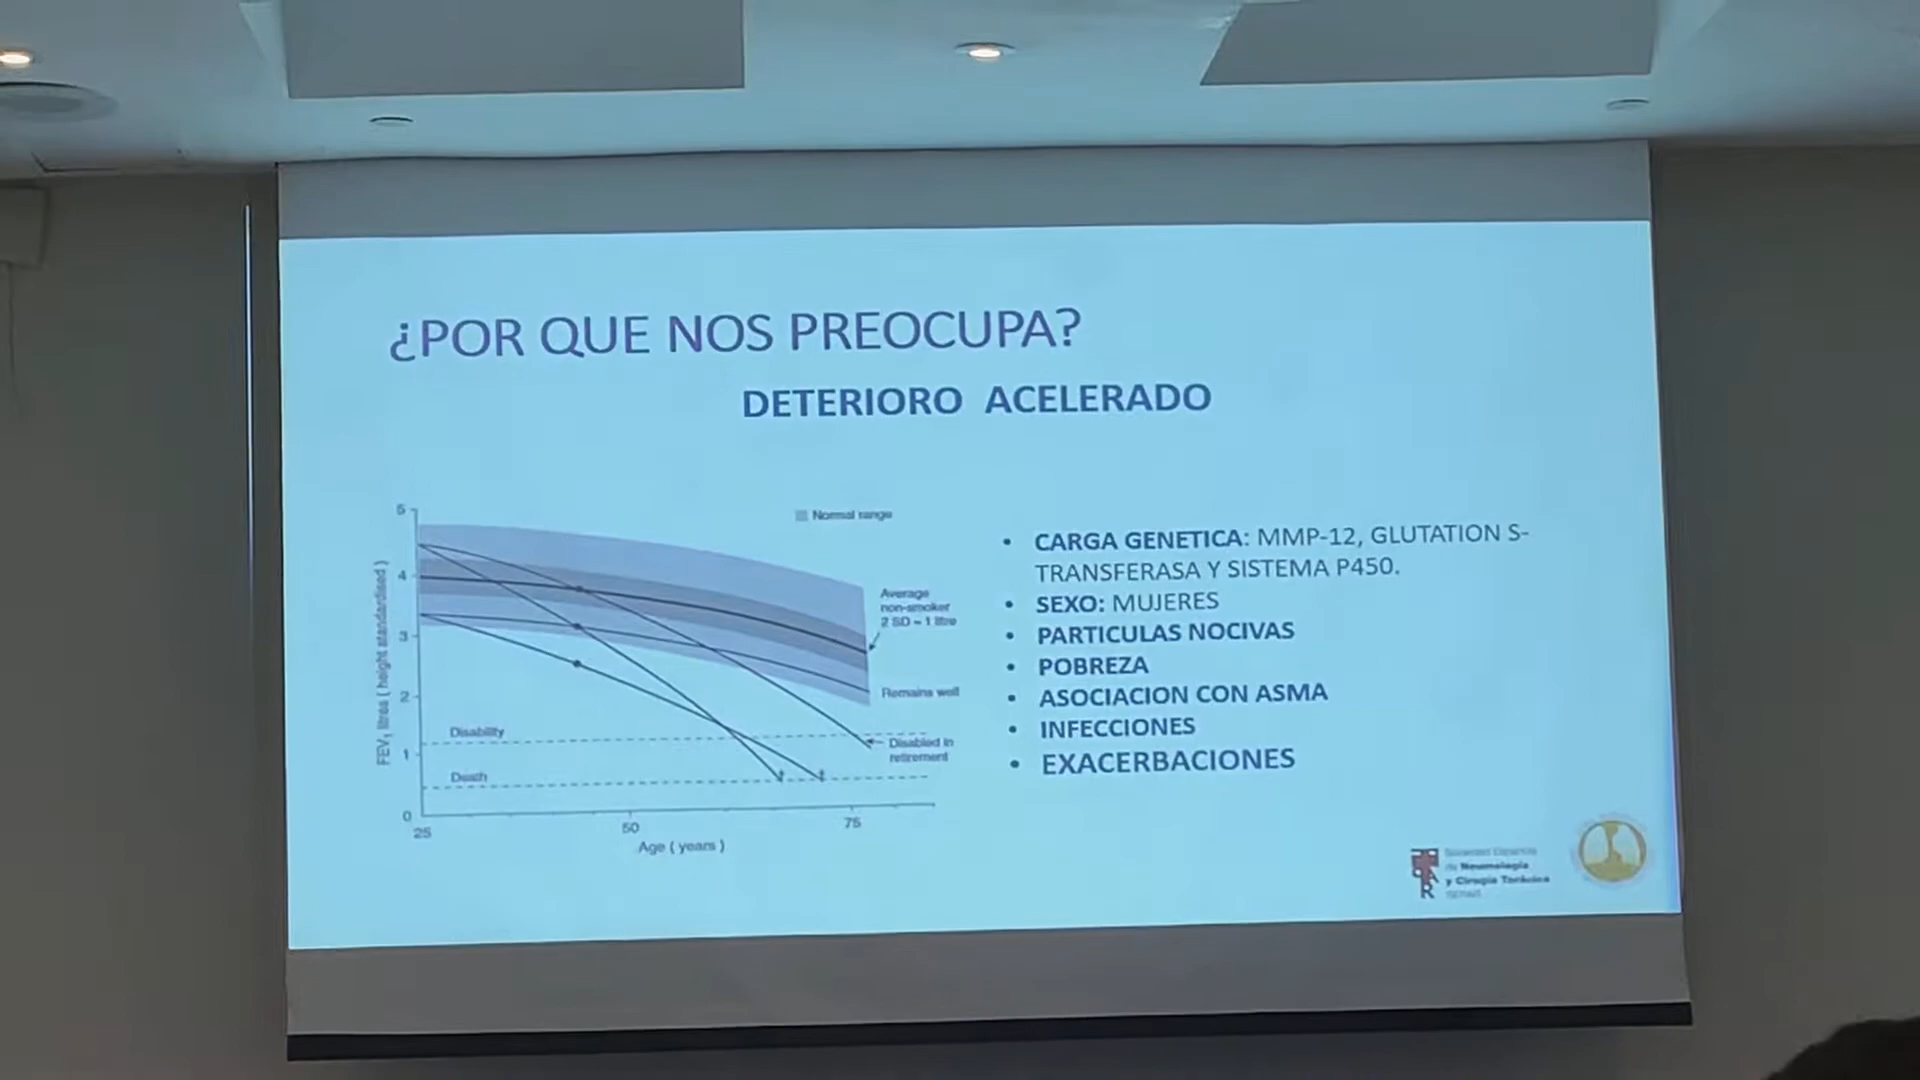 ¿POR QUE NOS PREOCUPA?
DETERIORO ACELERADO
Normal range
5
4
3
2
1
0
FEV1 litres ( height standardised )
Average
non-smoker
2 SD ~ 1 litre
Remains well
Disabled in
retirement
Disability
Death
25
50
75
Age ( years )
• CARGA GENETICA: MMP-12, GLUTATION S-
TRANSFERASA Y SISTEMA P450.
• SEXO: MUJERES
• PARTICULAS NOCIVAS
• POBREZA
• ASOCIACION CON ASMA
• INFECCIONES
• EXACERBACIONES
Sociedad Española
de Neumología
y Cirugía Torácica
SEPAR